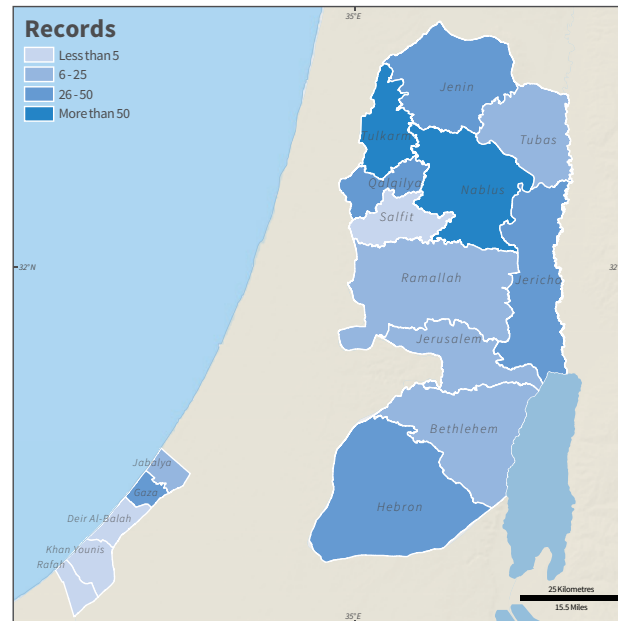 35°E
Records
Less than 5
6 - 25
26 - 50
More than 50
Jenin
Tulkarm
Tubas
Qalqilya
Nablus
Salfit
32°N
32°
Ramallah
Jericho
Jerusalem
Bethlehem
Jabalya
Gaza
Hebron
Deir Al-Balah
Khan Younis
Rafah
25 Kilometres
15.5 Miles
35°E